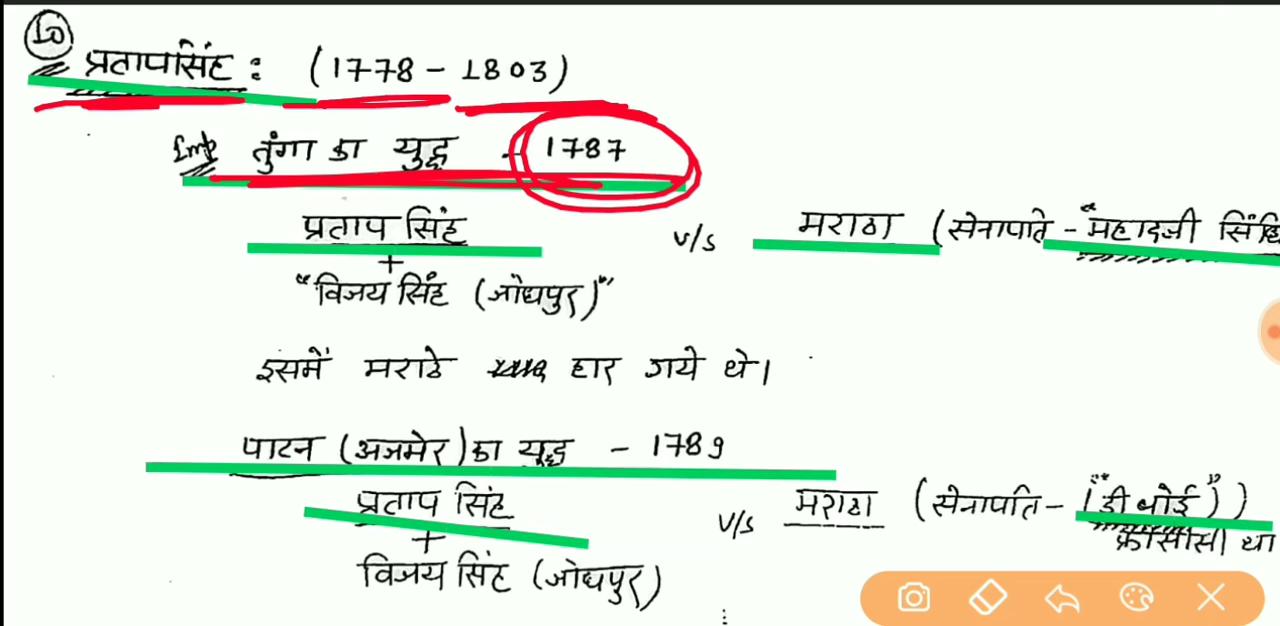 10
प्रतापसिंह : (1778 - 1803)
Imp तुंगा का युद्ध - 1787
प्रताप सिंह v/s मराठा (सेनापति - "महादजी सिंधि
+
"विजय सिंह (जोधपुर)"
इसमें मराठे हार गये थे।
पाटन (अजमेर) का युद्ध - 1789
प्रताप सिंह v/s मराठा (सेनापति - ("डी बोई"))
+ फ्रांसीसी था
विजय सिंह (जोधपुर)